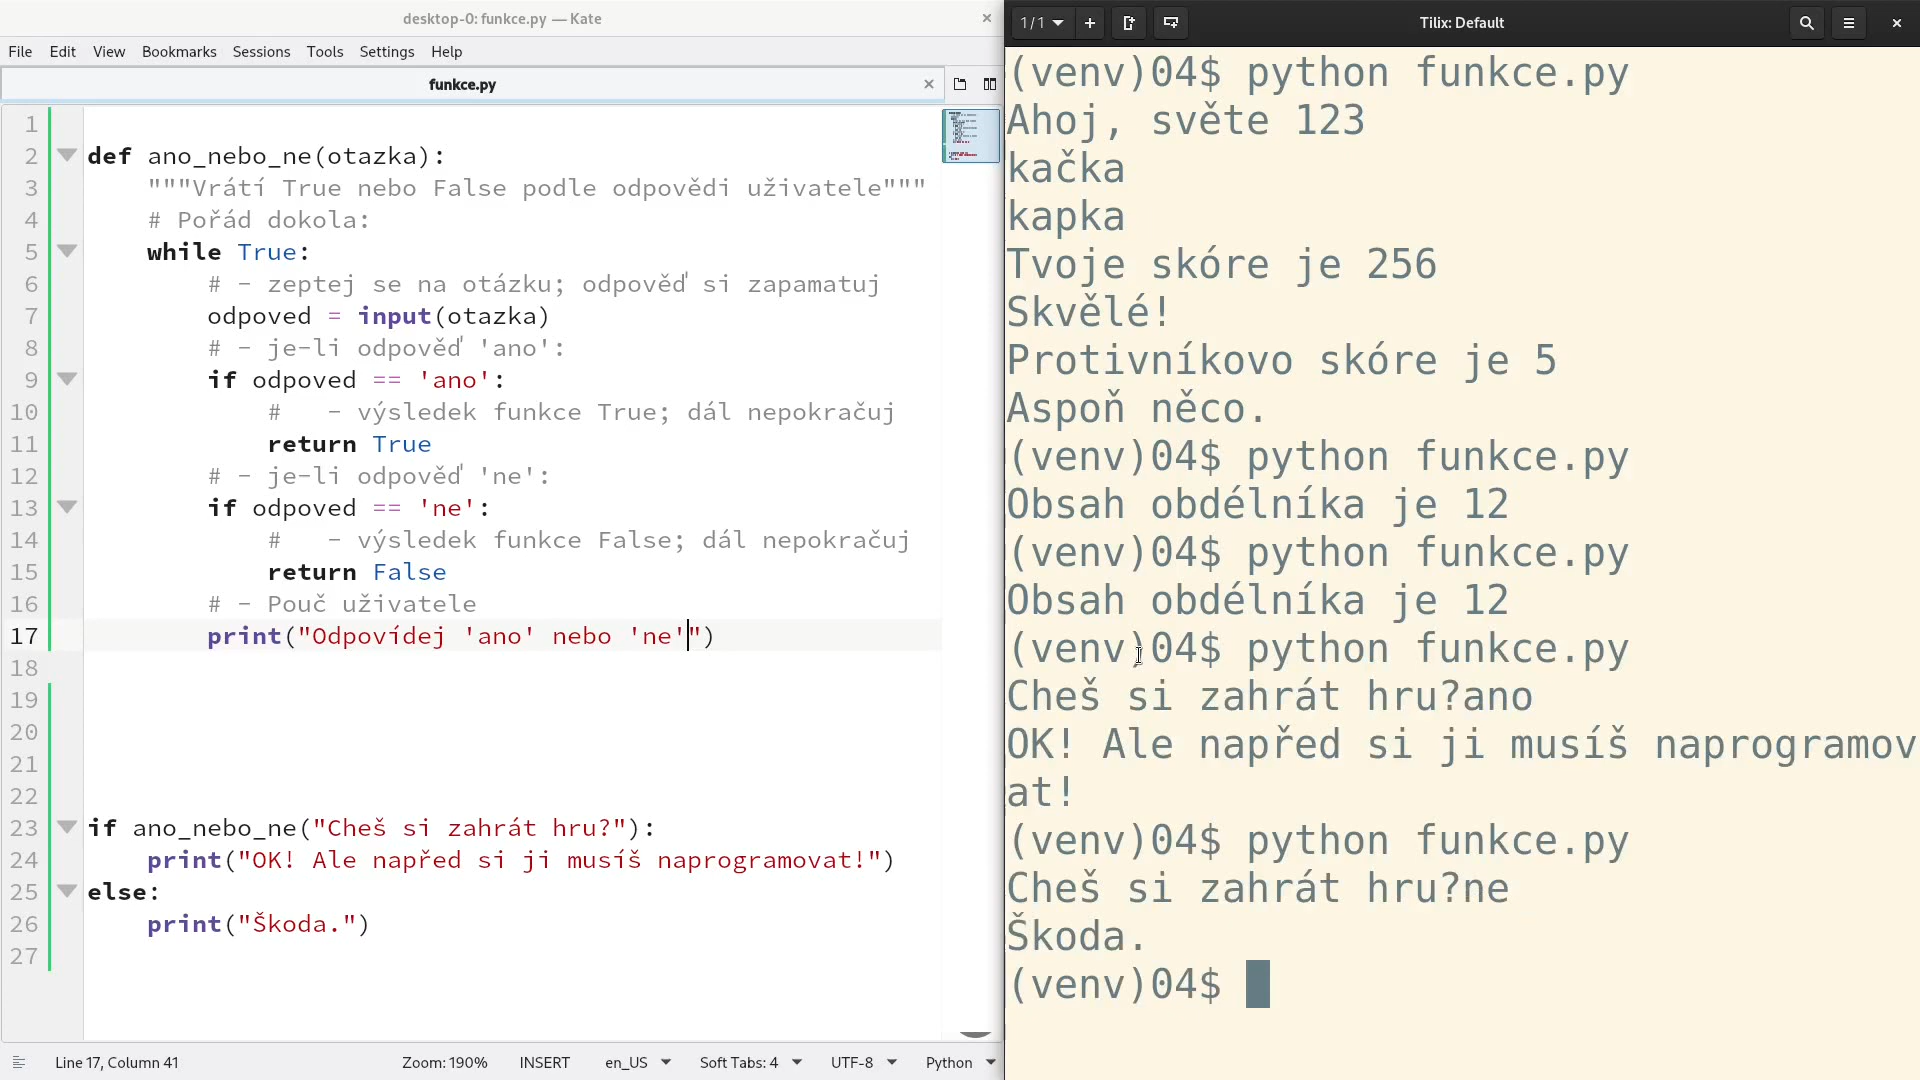 desktop-0: funkce.py — Kate
File Edit View Bookmarks Sessions Tools Settings Help
funkce.py
1
2 def ano_nebo_ne(otazka):
3     """Vrátí True nebo False podle odpovědi uživatele"""
4     # Pořád dokola:
5     while True:
6         # - zeptej se na otázku; odpověď si zapamatuj
7         odpoved = input(otazka)
8         # - je-li odpověď 'ano':
9         if odpoved == 'ano':
10             #   - výsledek funkce True; dál nepokračuj
11             return True
12         # - je-li odpověď 'ne':
13         if odpoved == 'ne':
14             #   - výsledek funkce False; dál nepokračuj
15             return False
16         # - Pouč uživatele
17         print("Odpovídej 'ano' nebo 'ne'")
18
19
20
21
22
23 if ano_nebo_ne("Cheš si zahrát hru?"):
24     print("OK! Ale napřed si ji musíš naprogramovat!")
25 else:
26     print("Škoda.")
27
Line 17, Column 41 Zoom: 190% INSERT en_US Soft Tabs: 4 UTF-8 Python
1/1 Tilix: Default
(venv)04$ python funkce.py
Ahoj, světe 123
kačka
kapka
Tvoje skóre je 256
Skvělé!
Protivníkovo skóre je 5
Aspoň něco.
(venv)04$ python funkce.py
Obsah obdélníka je 12
(venv)04$ python funkce.py
Obsah obdélníka je 12
(venv)04$ python funkce.py
Cheš si zahrát hru?ano
OK! Ale napřed si ji musíš naprogramov
at!
(venv)04$ python funkce.py
Cheš si zahrát hru?ne
Škoda.
(venv)04$